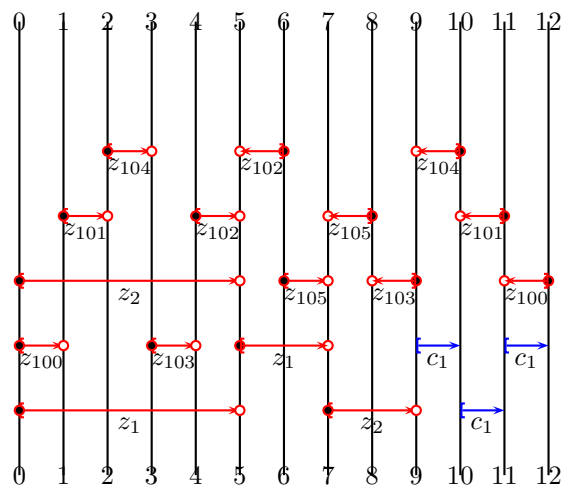 0 1 2 3 4 5 6 7 8 9 10 11 12
z₁₀₄ z₁₀₂ z₁₀₄
z₁₀₁ z₁₀₂ z₁₀₅ z₁₀₁
z₂ z₁₀₅ z₁₀₃ z₁₀₀
z₁₀₀ z₁₀₃ z₁ c₁ c₁
z₁ z₂ c₁
0 1 2 3 4 5 6 7 8 9 10 11 12